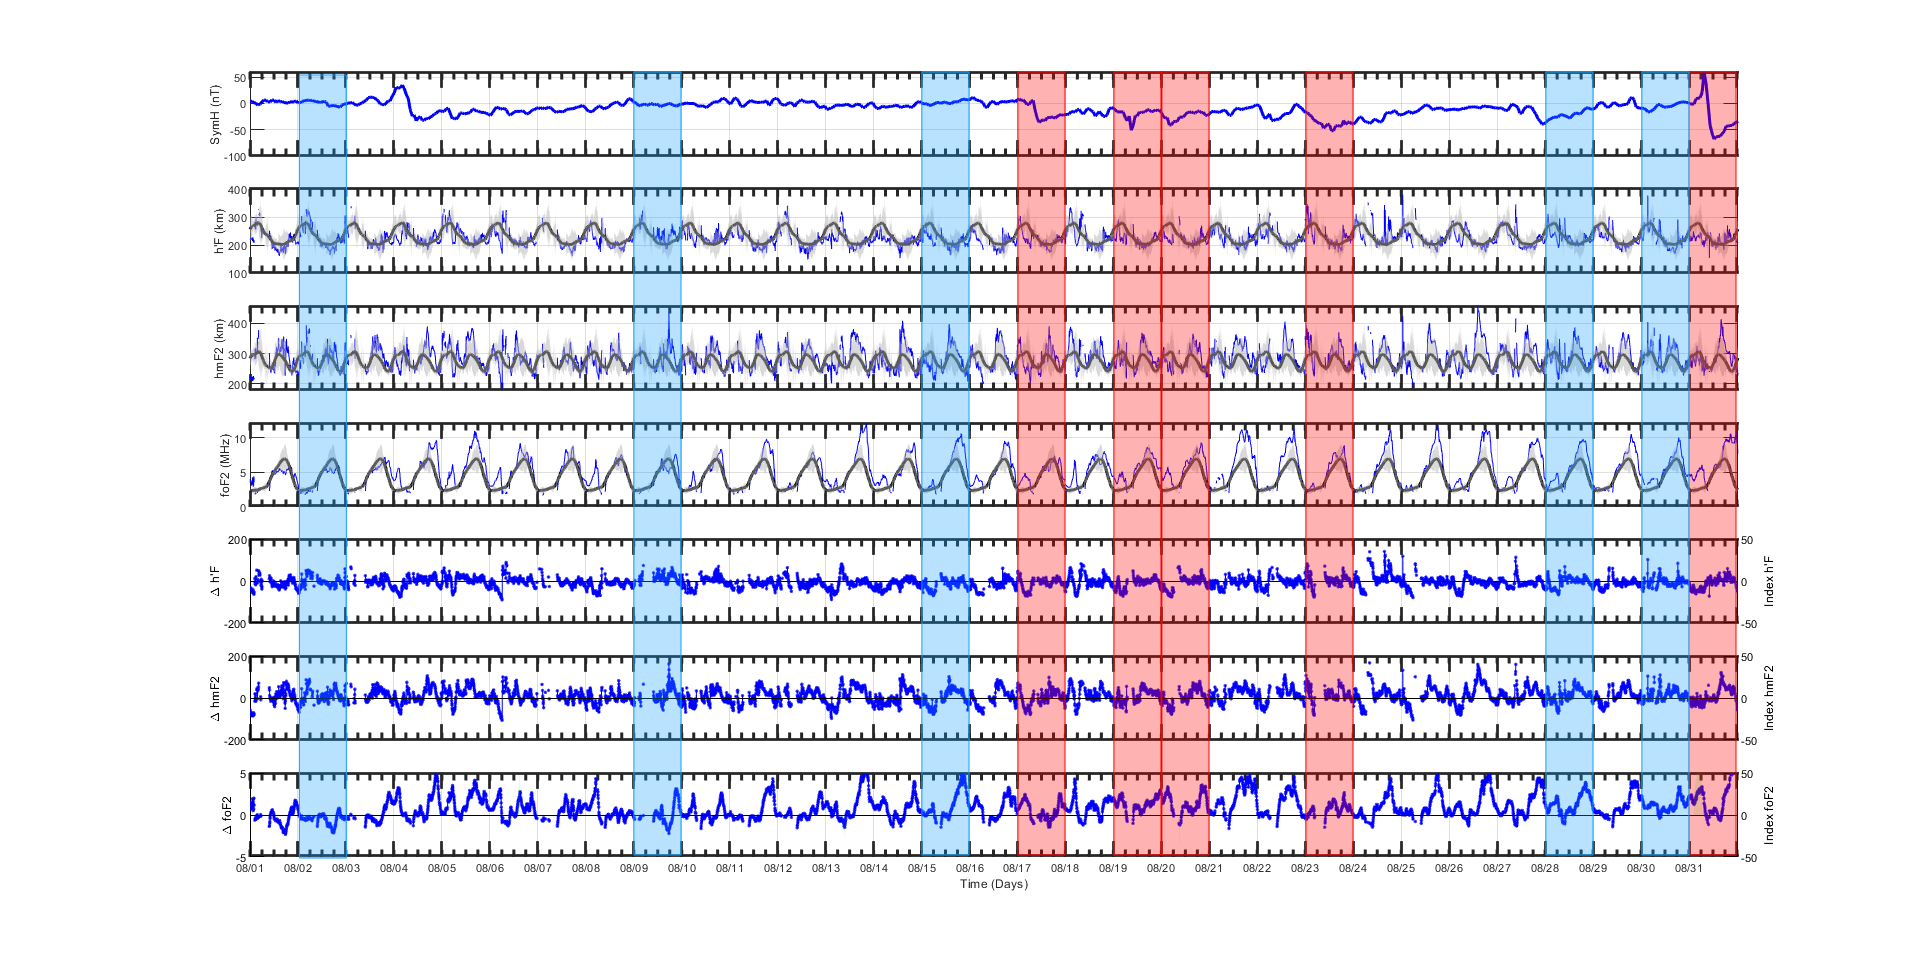 SymH (nT)
50
0
-50
-100
h'F (km)
400
300
200
100
hmF2 (km)
400
300
200
foF2 (MHz)
10
5
0
Δ h'F
200
0
-200
50
0
-50
Index h'F
Δ hmF2
200
0
-200
50
0
-50
Index hmF2
Δ foF2
5
0
-5
50
0
-50
Index foF2
08/01 08/02 08/03 08/04 08/05 08/06 08/07 08/08 08/09 08/10 08/11 08/12 08/13 08/14 08/15 08/16 08/17 08/18 08/19 08/20 08/21 08/22 08/23 08/24 08/25 08/26 08/27 08/28 08/29 08/30 08/31
Time (Days)